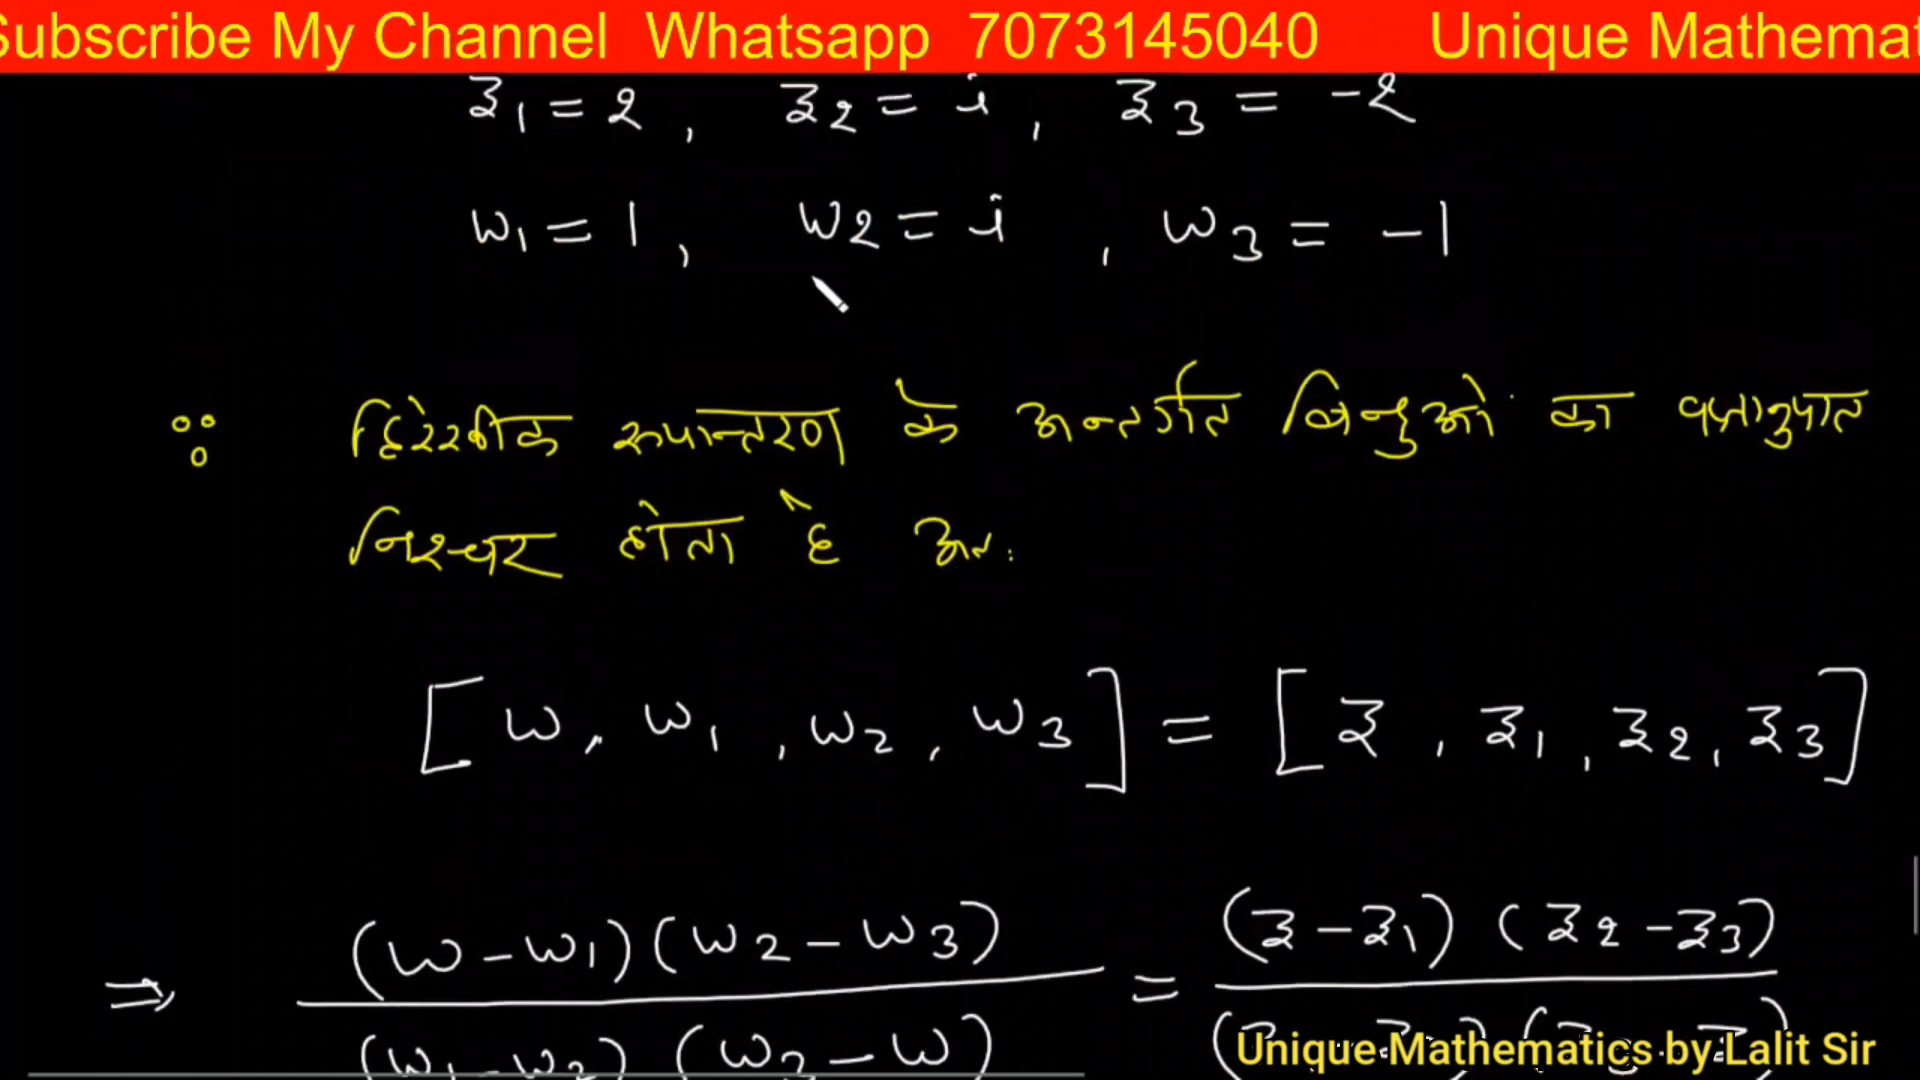 Subscribe My Channel Whatsapp 7073145040 Unique Mathemat
z₁ = 2 , z₂ = i , z₃ = -2
w₁ = 1 , w₂ = i , w₃ = -1
∵ द्विरेखीक रूपान्तरण के अन्तर्गत बिन्दुओं का वज्रानुपात
निश्चर होता है अतः
[w, w₁, w₂, w₃] = [z, z₁, z₂, z₃]
⇒ (w-w₁)(w₂-w₃) = (z-z₁)(z₂-z₃)
(w₁-w₂)(w₃-w)
Unique Mathematics by Lalit Sir